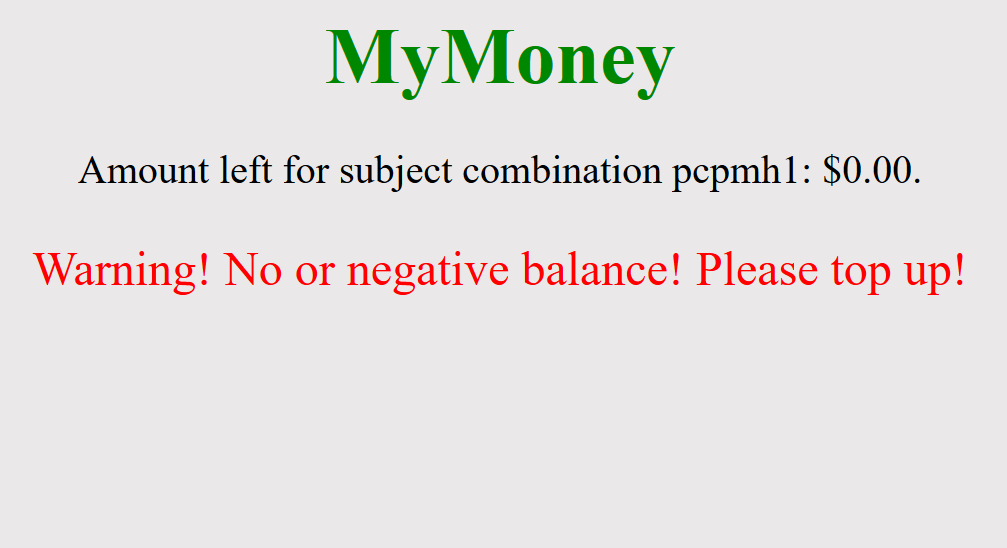 MyMoney
Amount left for subject combination pcpmh1: $0.00.
Warning! No or negative balance! Please top up!